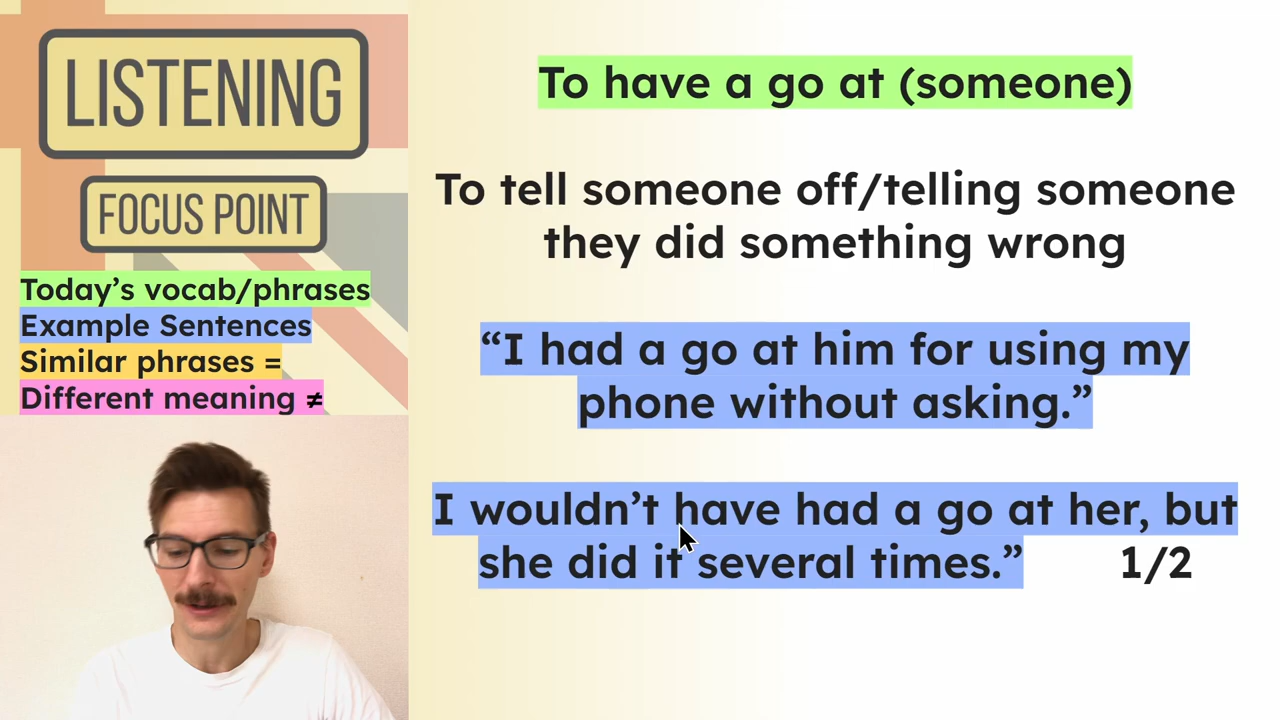 LISTENING
FOCUS POINT
Today’s vocab/phrases
Example Sentences
Similar phrases =
Different meaning ≠
To have a go at (someone)
To tell someone off/telling someone
they did something wrong
“I had a go at him for using my
phone without asking.”
I wouldn’t have had a go at her, but
she did it several times.”
1/2